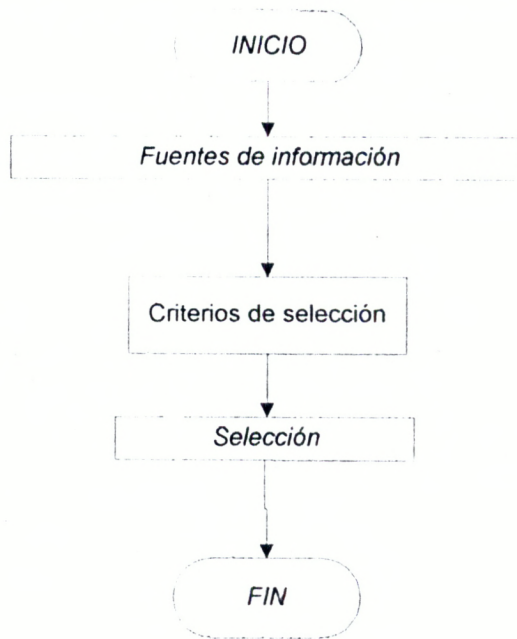 INICIO
Fuentes de información
Criterios de selección
Selección
FIN